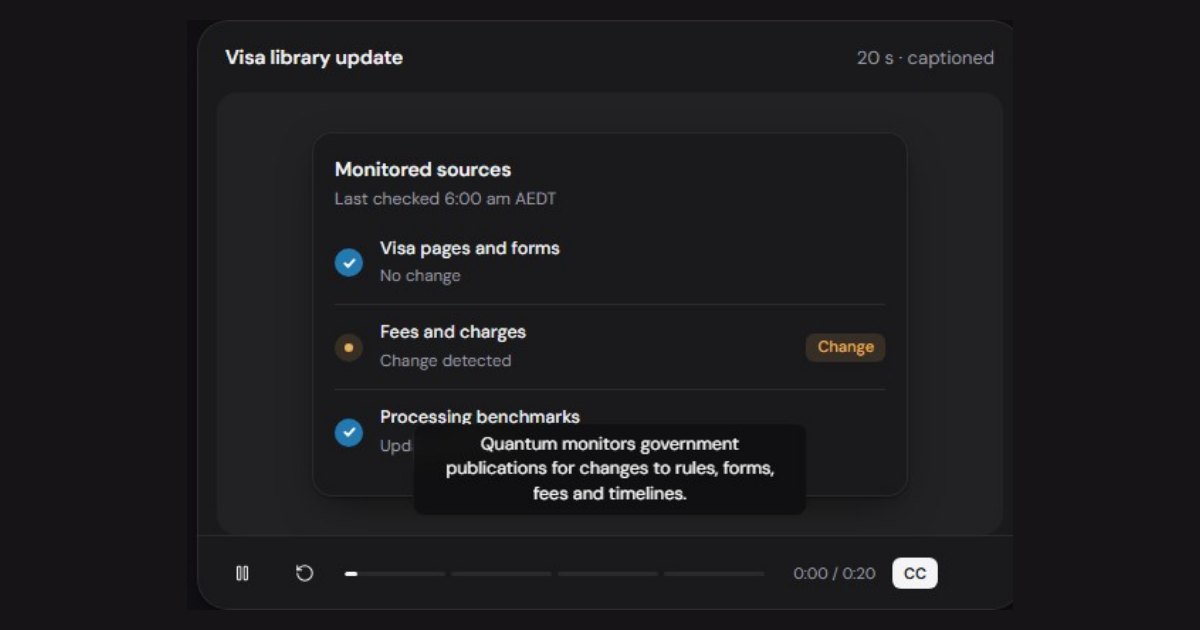 Visa library update
20 s · captioned
Monitored sources
Last checked 6:00 am AEDT
Visa pages and forms
No change
Fees and charges
Change detected
Change
Processing benchmarks
Quantum monitors government
publications for changes to rules, forms,
fees and timelines.
0:00 / 0:20
CC